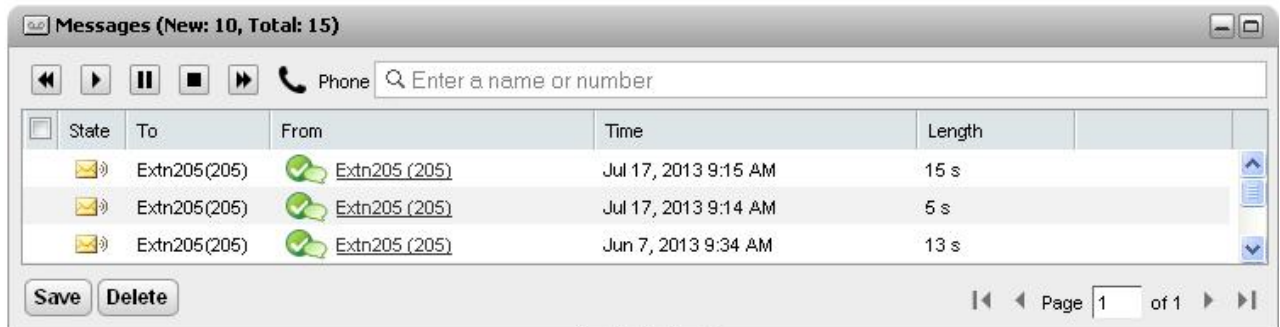 Messages (New: 10, Total: 15)
Phone Enter a name or number
State To From Time Length
Extn205(205) Extn205 (205) Jul 17, 2013 9:15 AM 15 s
Extn205(205) Extn205 (205) Jul 17, 2013 9:14 AM 5 s
Extn205(205) Extn205 (205) Jun 7, 2013 9:34 AM 13 s
Save Delete Page 1 of 1